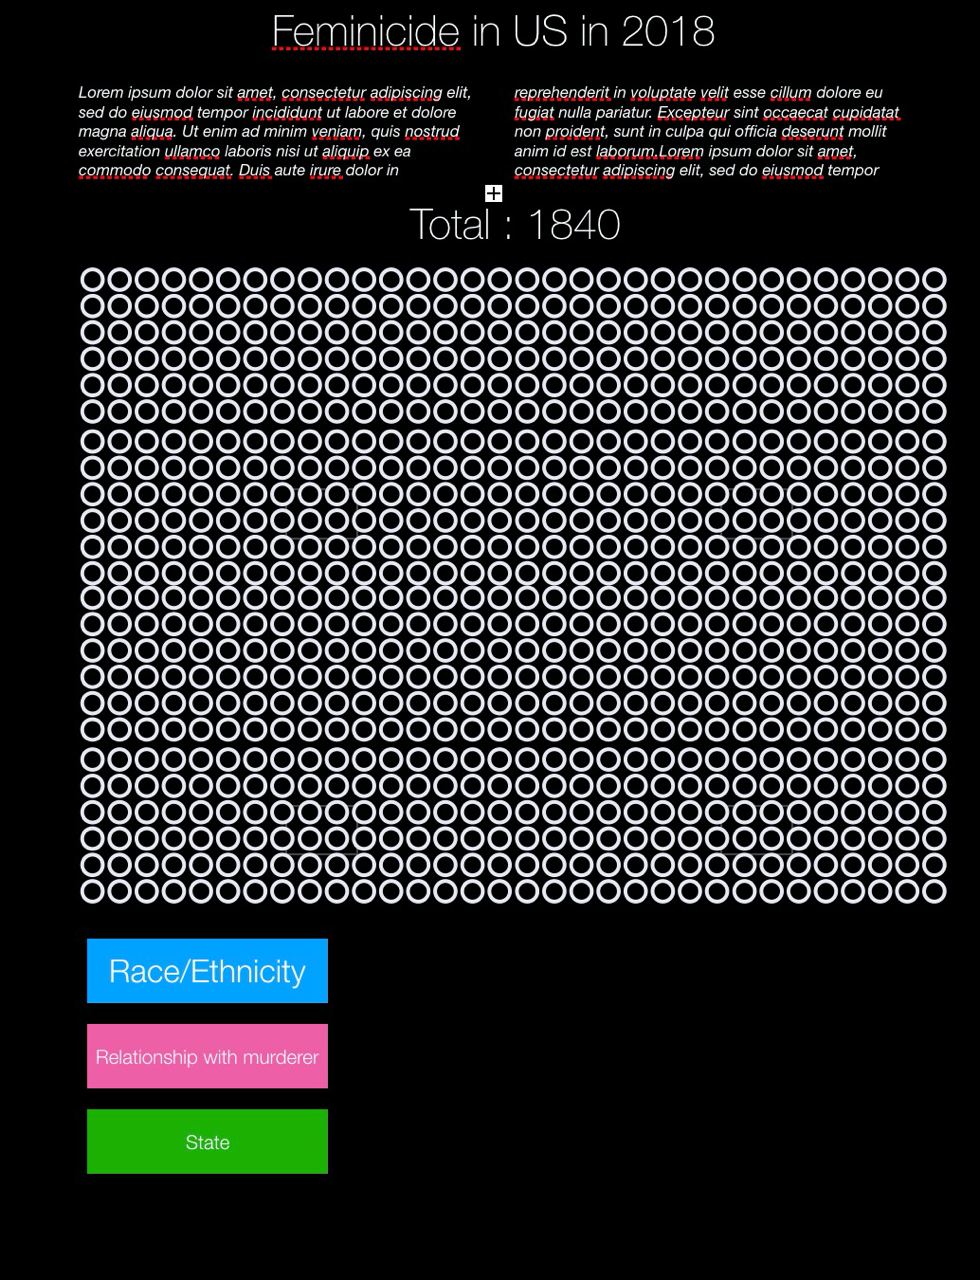 Feminicide in US in 2018
Lorem ipsum dolor sit amet, consectetur adipiscing elit,
sed do eiusmod tempor incididunt ut labore et dolore
magna aliqua. Ut enim ad minim veniam, quis nostrud
exercitation ullamco laboris nisi ut aliquip ex ea
commodo consequat. Duis aute irure dolor in
reprehenderit in voluptate velit esse cillum dolore eu
fugiat nulla pariatur. Excepteur sint occaecat cupidatat
non proident, sunt in culpa qui officia deserunt mollit
anim id est laborum.Lorem ipsum dolor sit amet,
consectetur adipiscing elit, sed do eiusmod tempor
Total : 1840
Race/Ethnicity
Relationship with murderer
State